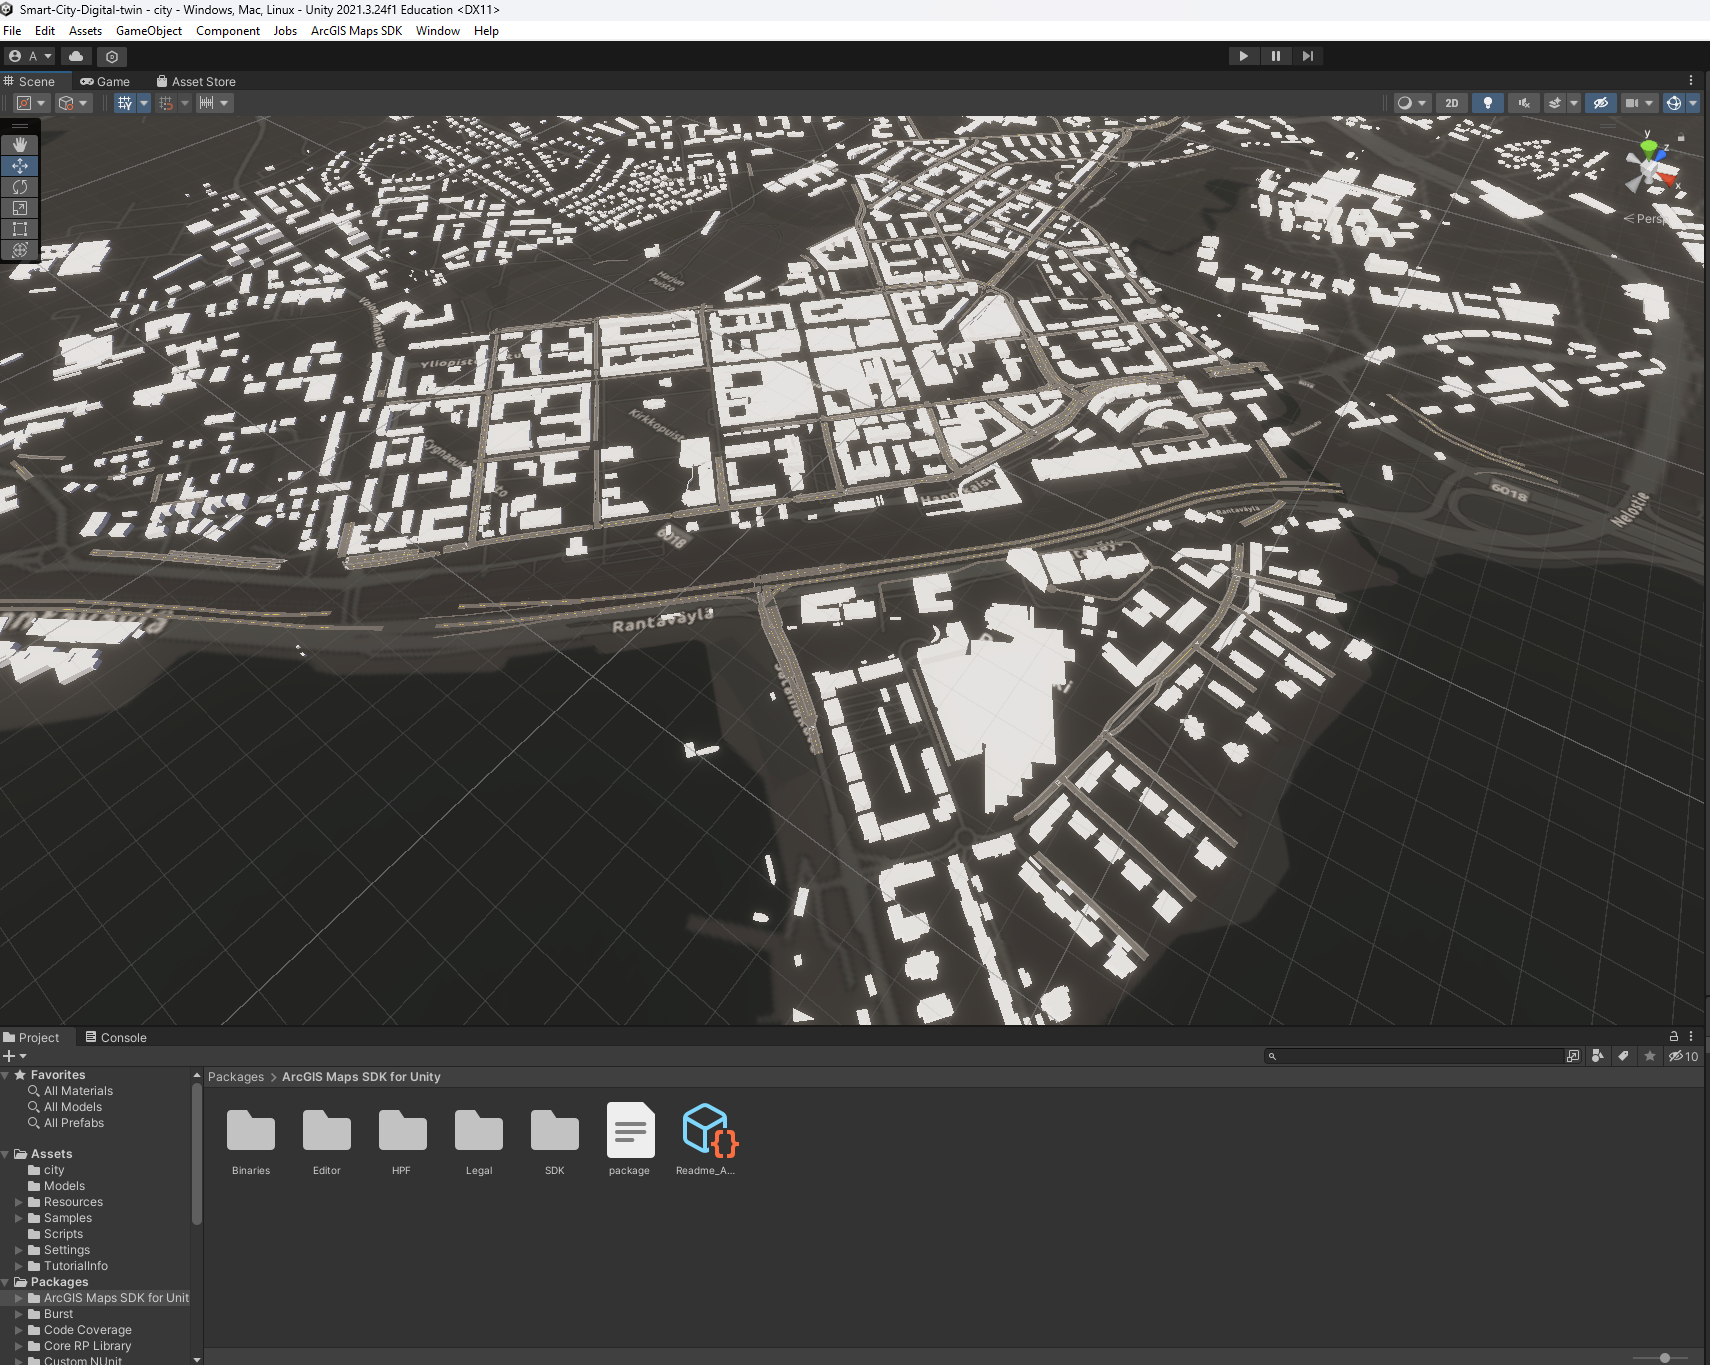 Smart-City-Digital-twin - city - Windows, Mac, Linux - Unity 2021.3.24f1 Education <DX11>
File Edit Assets GameObject Component Jobs ArcGIS Maps SDK Window Help
A
Scene Game Asset Store
2D
y
z
x
Persp
Harjun
Puisto
Kirkkopuisto
Hannikaisenk
6018
6018
Nelostie
Rantaväylä
Rantaväylä
Project Console
10
Favorites
All Materials
All Models
All Prefabs
Assets
city
Models
Resources
Samples
Scripts
Settings
TutorialInfo
Packages
ArcGIS Maps SDK for Unit
Burst
Code Coverage
Core RP Library
Custom NUnit
Packages > ArcGIS Maps SDK for Unity
Binaries Editor HPF Legal SDK package Readme_A...